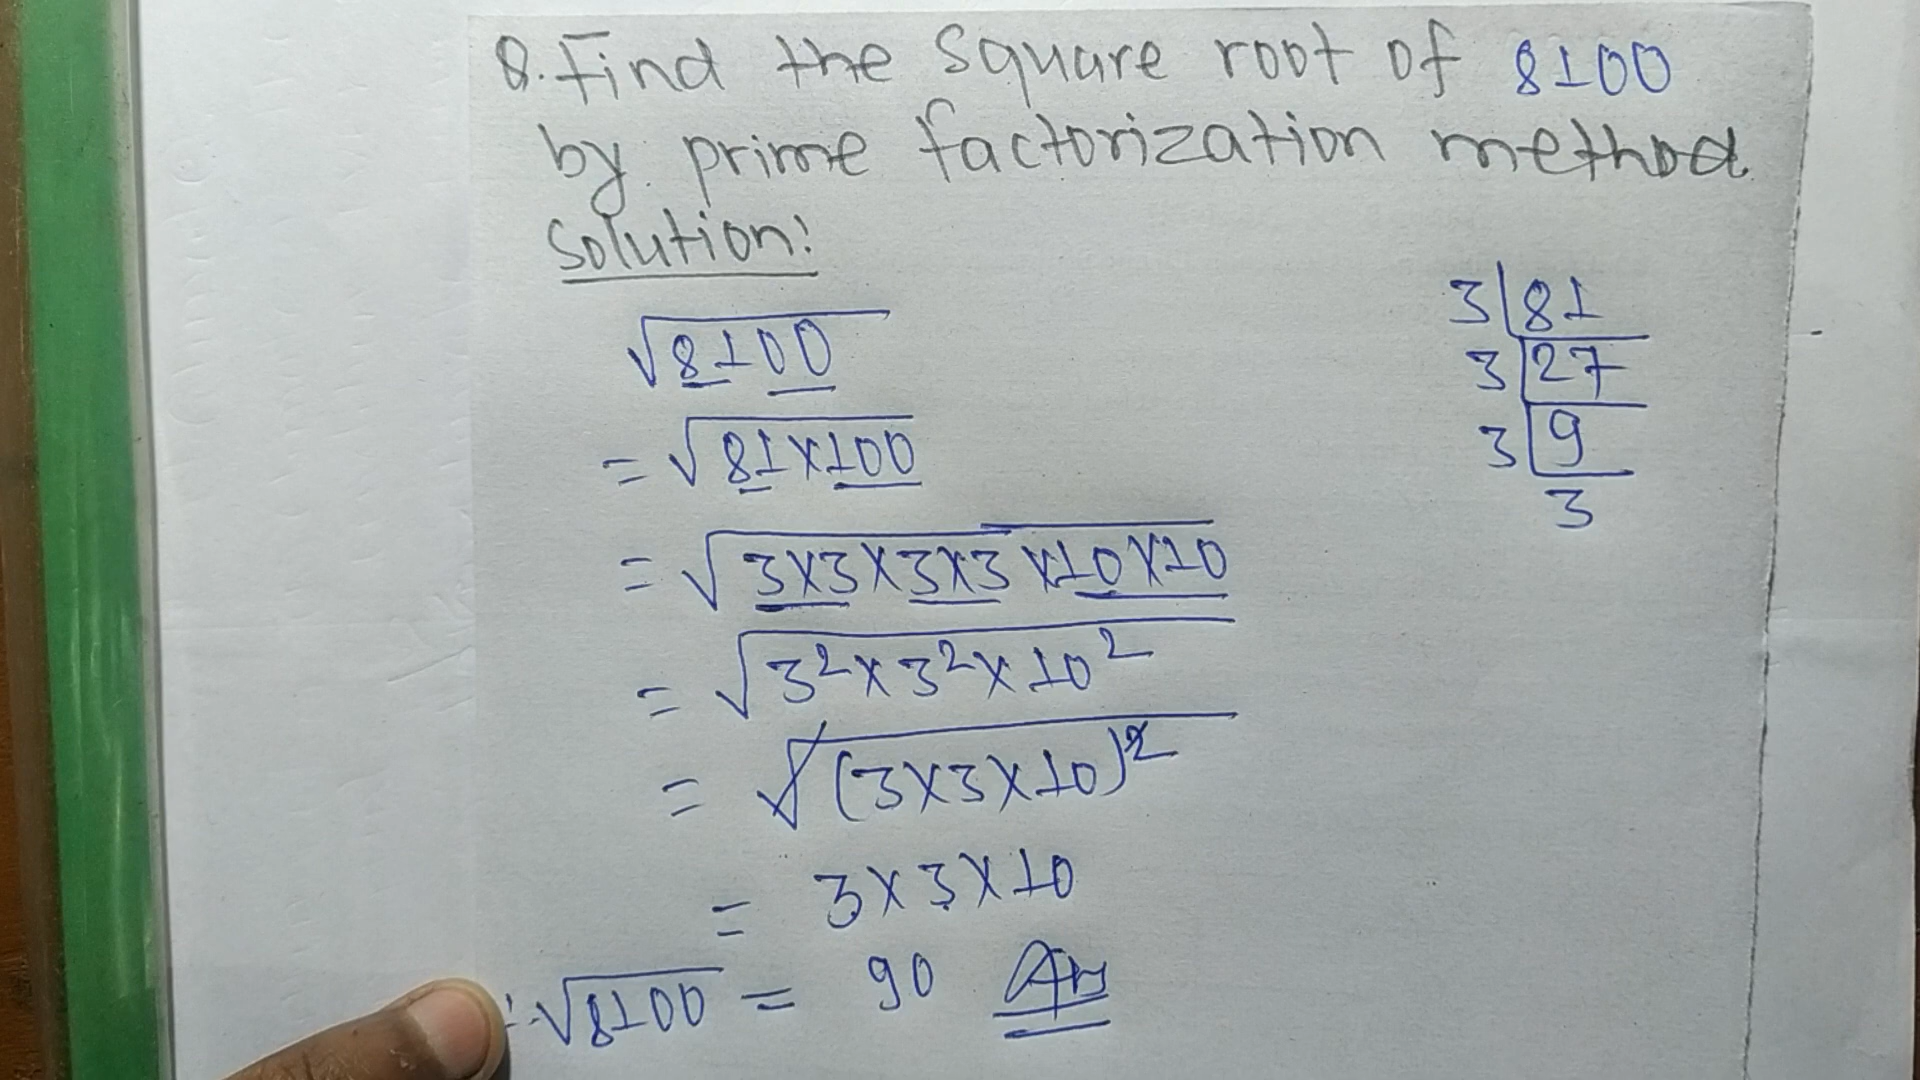 Q. Find the square root of 8100
by prime factorization method
Solution:
√8100
= √81×100
= √3×3×3×3×10×10
= √3²×3²×10²
= √(3×3×10)²
= 3×3×10
∴ √8100 = 90 Ans
3|81
3|27
3|9
3